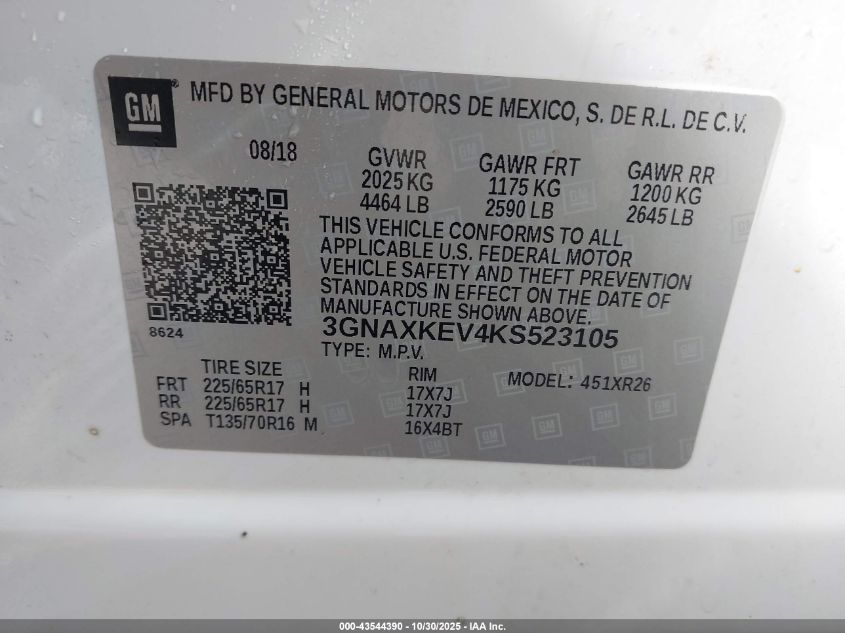 GM
MFD BY GENERAL MOTORS DE MEXICO, S. DE R.L. DE C.V.
08/18 GVWR GAWR FRT GAWR RR
2025 KG 1175 KG 1200 KG
4464 LB 2590 LB 2645 LB
THIS VEHICLE CONFORMS TO ALL
APPLICABLE U.S. FEDERAL MOTOR
VEHICLE SAFETY AND THEFT PREVENTION
STANDARDS IN EFFECT ON THE DATE OF
MANUFACTURE SHOWN ABOVE.
8624 3GNAXKEV4KS523105
TYPE: M.P.V.
TIRE SIZE RIM MODEL: 451XR26
FRT 225/65R17 H 17X7J
RR 225/65R17 H 17X7J
SPA T135/70R16 M 16X4BT
000-43544390 - 10/30/2025 - IAA Inc.